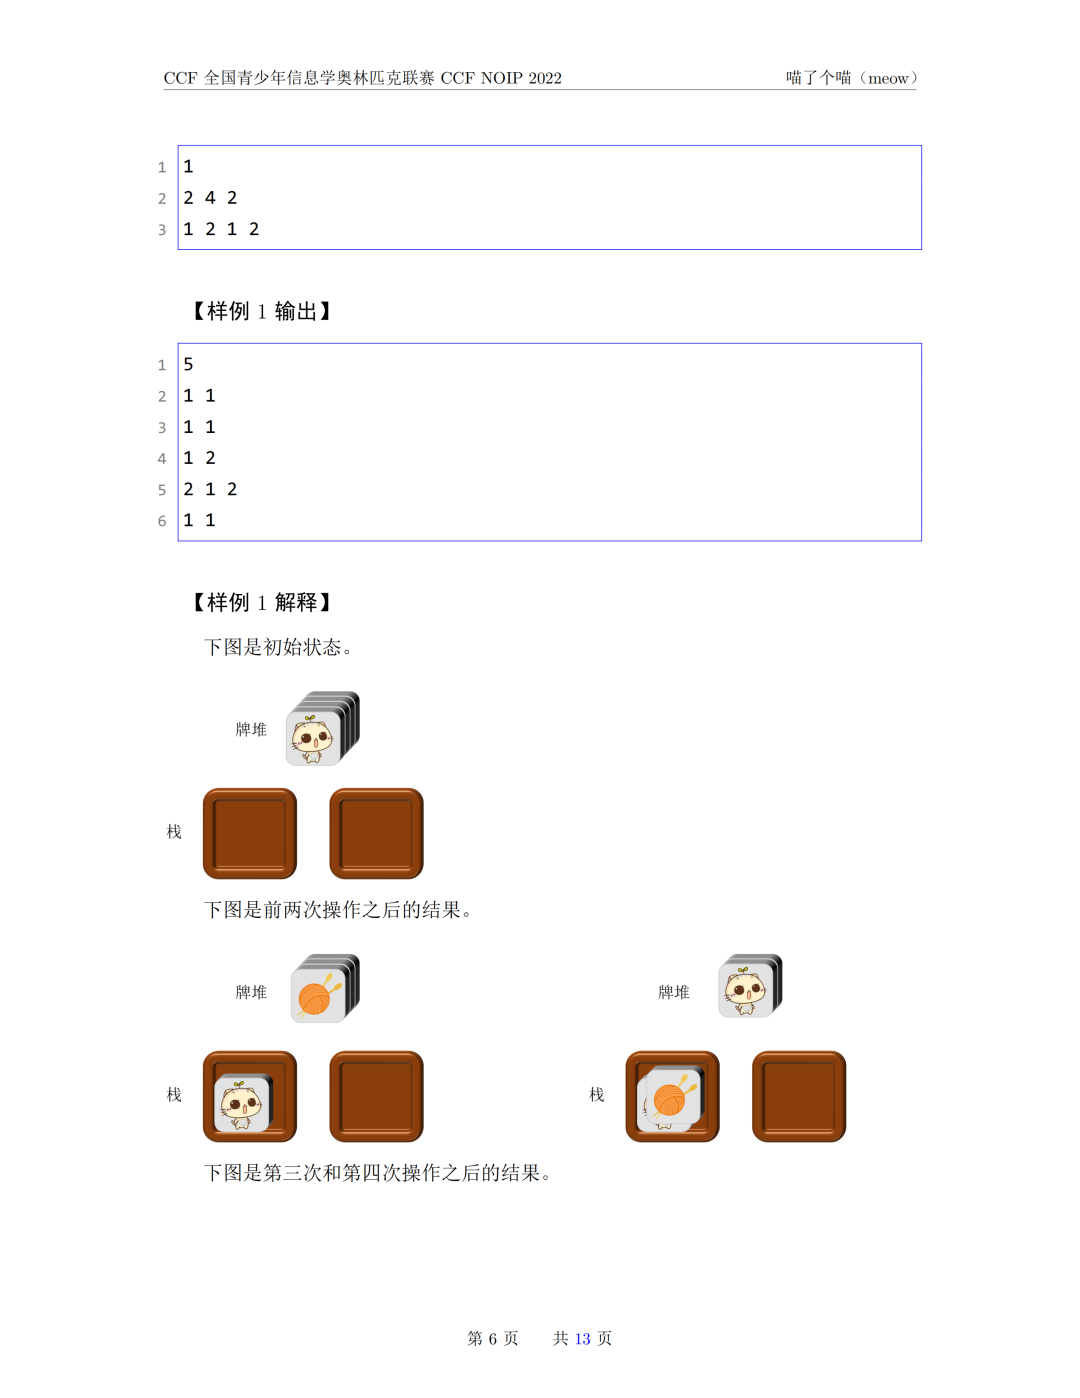 CCF 全国青少年信息学奥林匹克联赛 CCF NOIP 2022 喵了个喵（meow）
1 1
2 2 4 2
3 1 2 1 2
【样例 1 输出】
1 5
2 1 1
3 1 1
4 1 2
5 2 1 2
6 1 1
【样例 1 解释】
下图是初始状态。
牌堆
栈
下图是前两次操作之后的结果。
牌堆 牌堆
栈 栈
下图是第三次和第四次操作之后的结果。
第 6 页 共 13 页